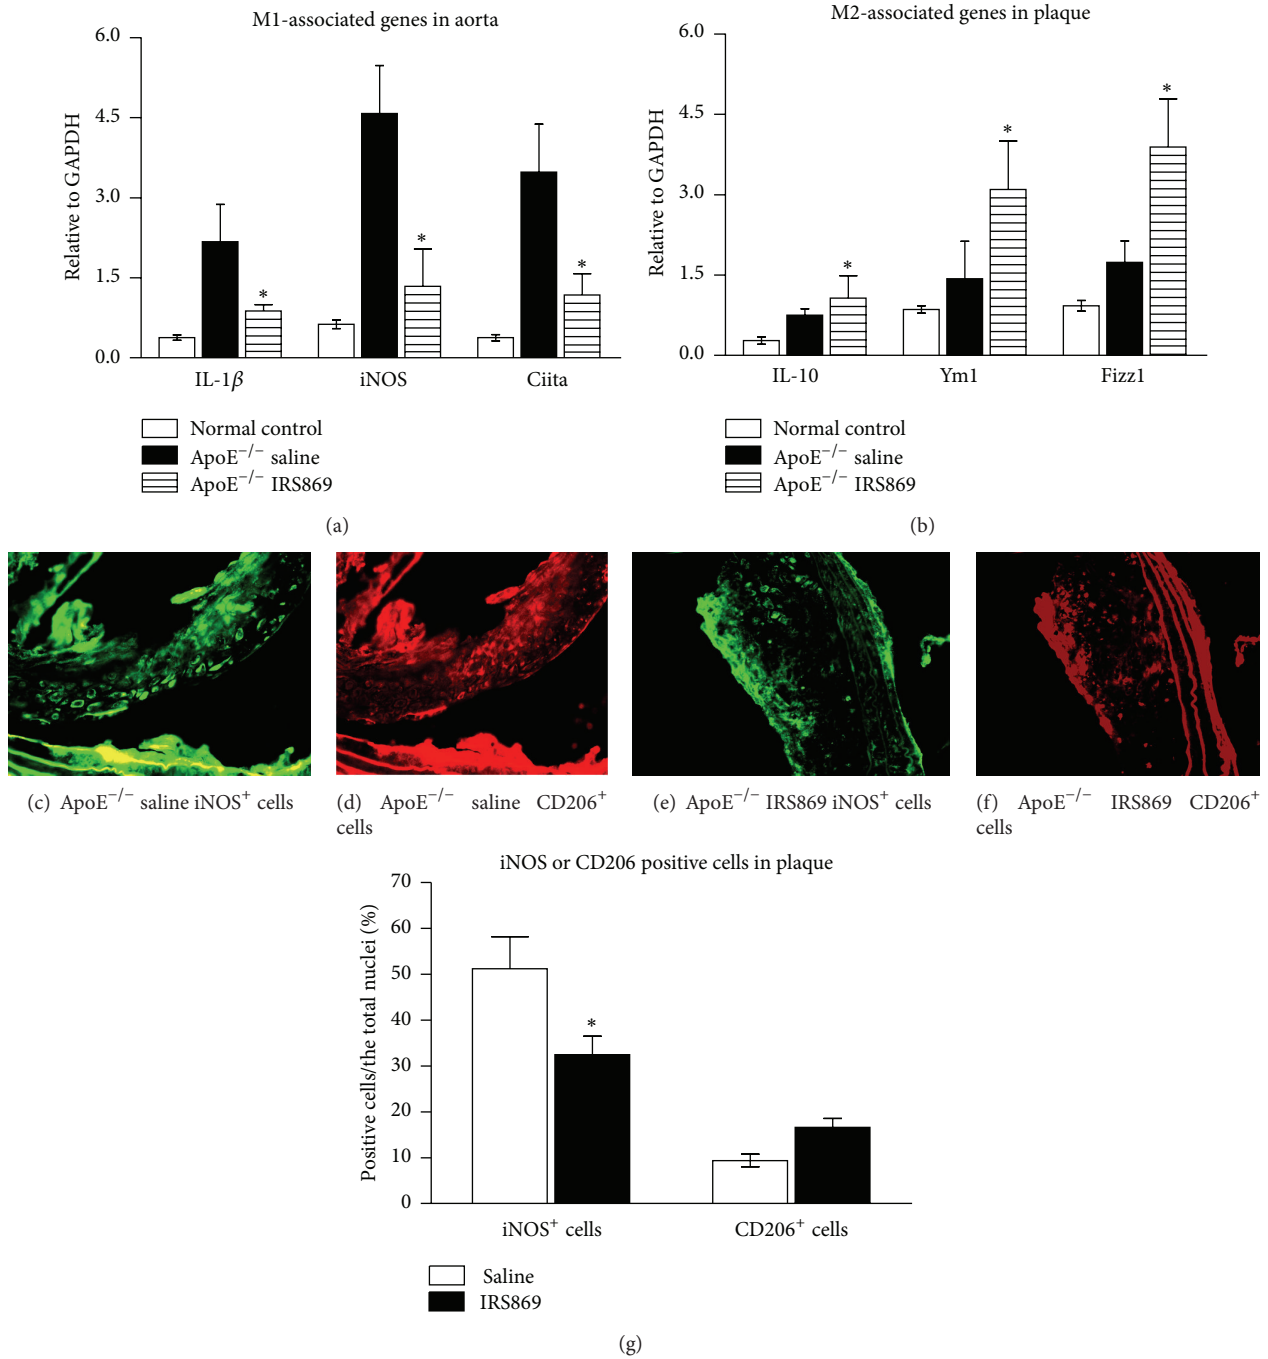 M1-associated genes in aorta
6.0
4.5
3.0
1.5
0.0
Relative to GAPDH
*
*
*
IL-1β iNOS Ciita
Normal control
ApoE−/− saline
ApoE−/− IRS869
(a)
M2-associated genes in plaque
6.0
4.5
3.0
1.5
0.0
Relative to GAPDH
*
*
*
IL-10 Ym1 Fizz1
Normal control
ApoE−/− saline
ApoE−/− IRS869
(b)
(c) ApoE−/− saline iNOS+ cells
(d) ApoE−/− saline CD206+
cells
(e) ApoE−/− IRS869 iNOS+ cells
(f) ApoE−/− IRS869 CD206+
cells
iNOS or CD206 positive cells in plaque
70
60
50
40
30
20
10
0
Positive cells/the total nuclei (%)
*
iNOS+ cells CD206+ cells
Saline
IRS869
(g)